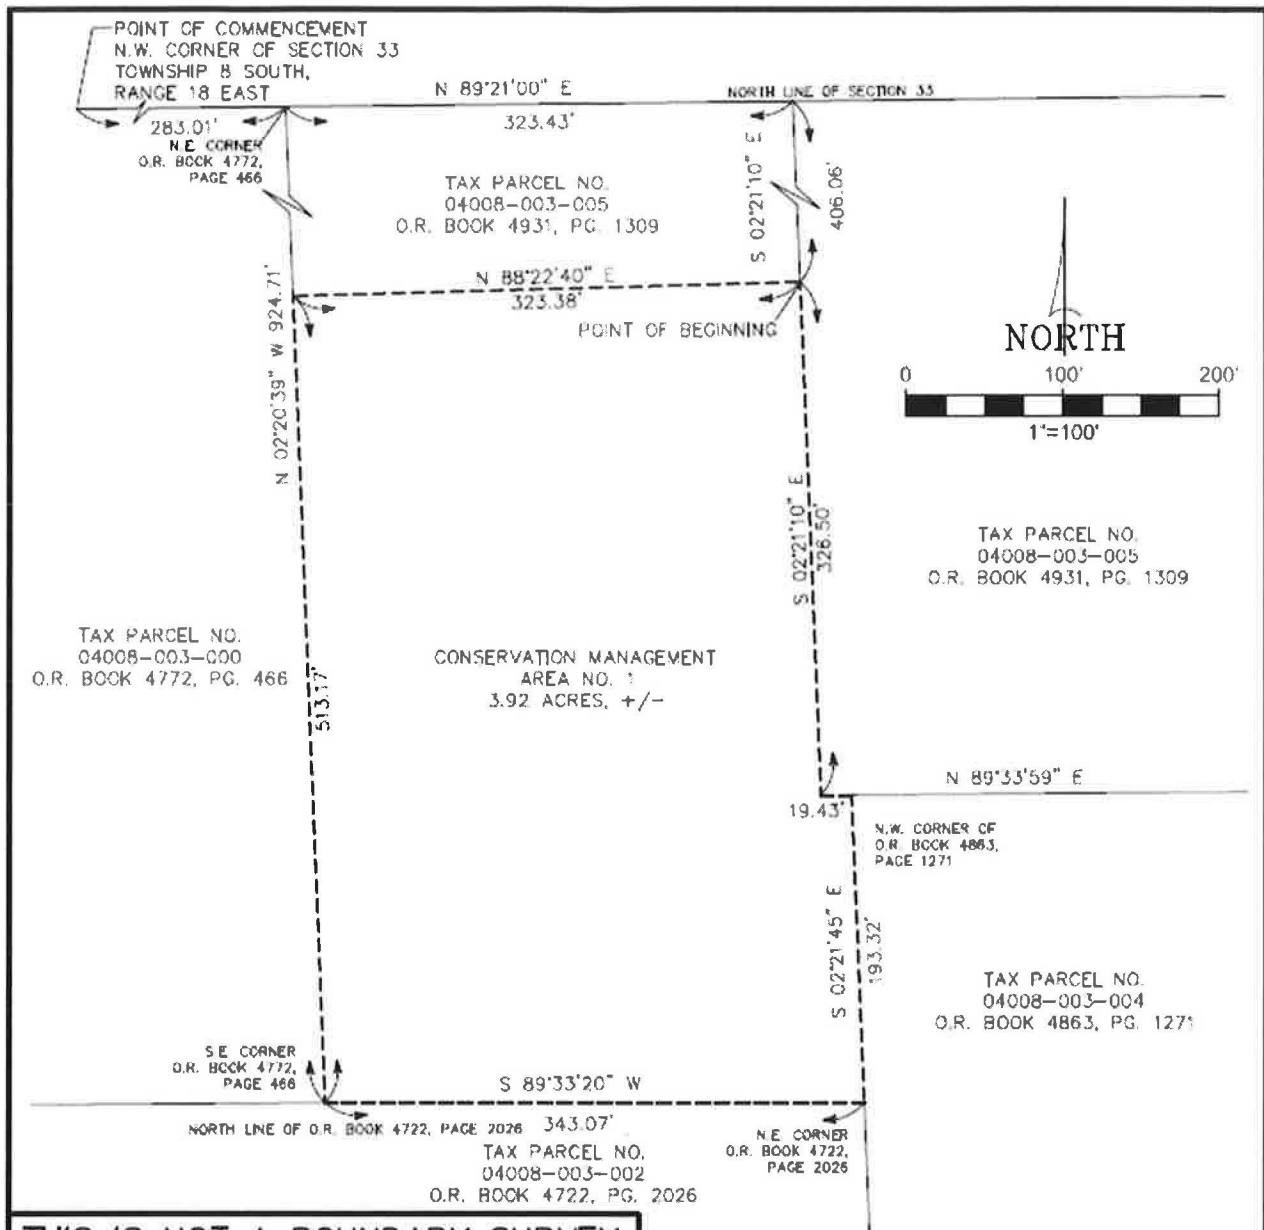 POINT OF COMMENCEMENT
N.W. CORNER OF SECTION 33
TOWNSHIP 8 SOUTH,
RANGE 18 EAST
N 89°21'00" E
NORTH LINE OF SECTION 33
283.01'
323.43'
N.E. CORNER
O.R. BOOK 4772,
PAGE 466
S 02°21'10" E
406.06'
TAX PARCEL NO.
04008-003-005
O.R. BOOK 4931, PG. 1309
N 88°22'40" E
323.38'
POINT OF BEGINNING
N 02°20'39" W 924.71'
NORTH
0 100' 200'
1"=100'
S 02°21'10" E
TAX PARCEL NO.
04008-003-005
O.R. BOOK 4931, PG. 1309
TAX PARCEL NO.
04008-003-000
O.R. BOOK 4772, PG. 466
513.17'
CONSERVATION MANAGEMENT
AREA NO. 1
3.92 ACRES, +/-
N 89°33'59" E
19.43'
N.W. CORNER OF
O.R. BOOK 4863,
PAGE 1271
S 02°21'45" E
193.32'
TAX PARCEL NO.
04008-003-004
O.R. BOOK 4863, PG. 1271
S.E. CORNER
O.R. BOOK 4772,
PAGE 466
S 89°33'20" W
343.07'
NORTH LINE OF O.R. BOOK 4722, PAGE 2026
N.E. CORNER
O.R. BOOK 4722,
PAGE 2026
TAX PARCEL NO.
04008-003-002
O.R. BOOK 4722, PG. 2026
THIS IS NOT A BOUNDARY SURVEY